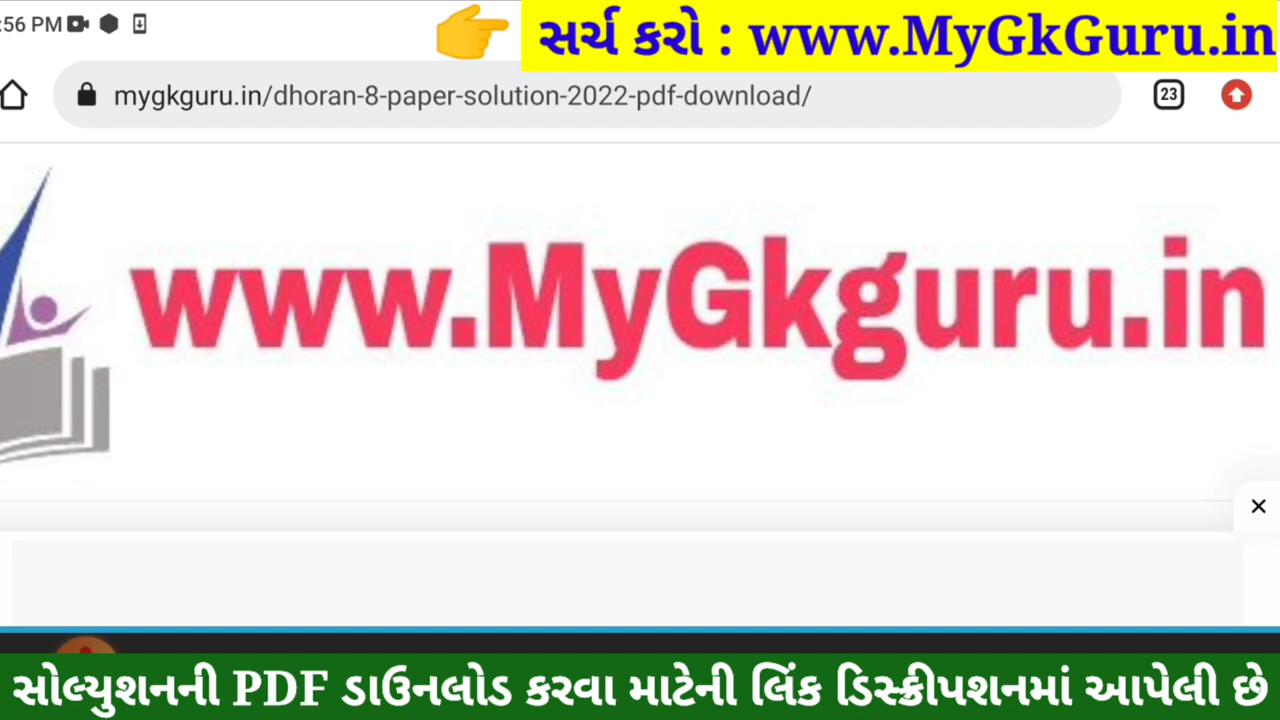 :56 PM
👉 સર્ચ કરો : www.MyGkGuru.in
mygkguru.in/dhoran-8-paper-solution-2022-pdf-download/
23
www.MyGkguru.in
સોલ્યુશનની PDF ડાઉનલોડ કરવા માટેની લિંક ડિસ્ક્રીપશનમાં આપેલી છે